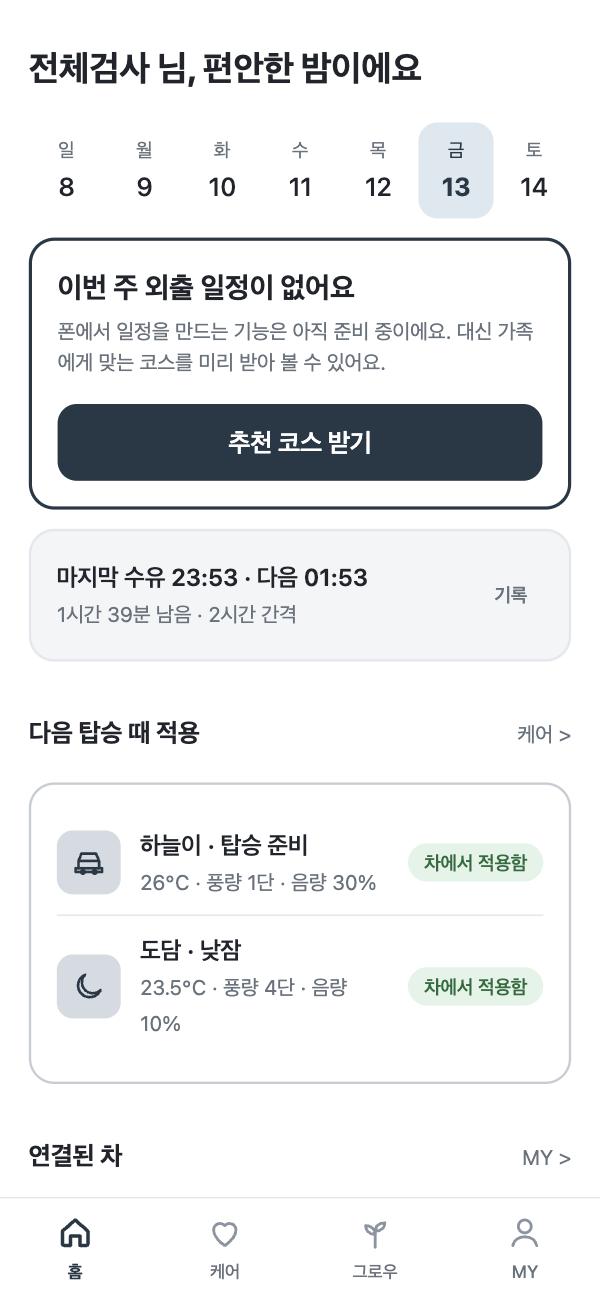 전체검사 님, 편안한 밤이에요
일 월 화 수 목 금 토
8 9 10 11 12 13 14
이번 주 외출 일정이 없어요
폰에서 일정을 만드는 기능은 아직 준비 중이에요. 대신 가족
에게 맞는 코스를 미리 받아 볼 수 있어요.
추천 코스 받기
마지막 수유 23:53 · 다음 01:53
1시간 39분 남음 · 2시간 간격
기록
다음 탑승 때 적용
케어 >
하늘이 · 탑승 준비
26°C · 풍량 1단 · 음량 30%
차에서 적용함
도담 · 낮잠
23.5°C · 풍량 4단 · 음량
10%
차에서 적용함
연결된 차
MY >
홈 케어 그로우 MY